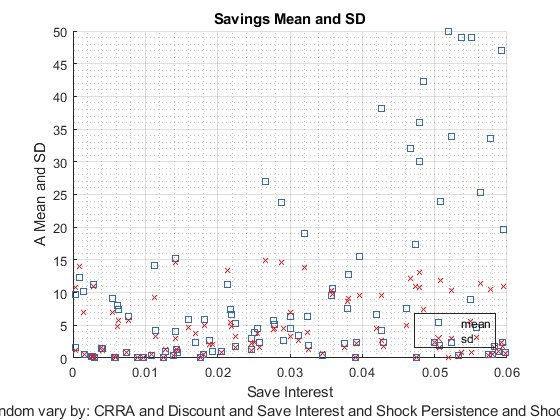 Savings Mean and SD
A Mean and SD
50
45
40
35
30
25
20
15
10
5
0
mean
sd
0 0.01 0.02 0.03 0.04 0.05 0.06
Save Interest
vary by: CRRA and Discount and Save Interest and Shock Persistence and